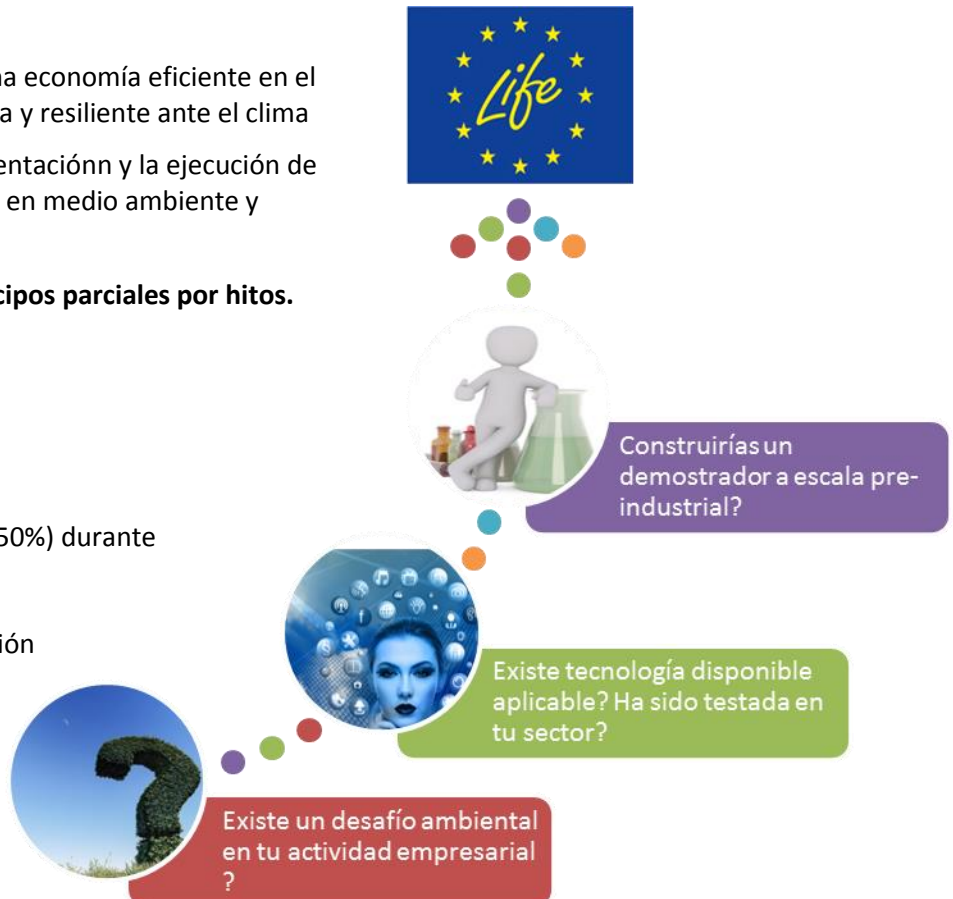 na economía eficiente en el
a y resiliente ante el clima
entaciónn y la ejecución de
en medio ambiente y
cipos parciales por hitos.
50%) durante
ión
life
Construirías un
demostrador a escala pre-
industrial?
Existe tecnología disponible
aplicable? Ha sido testada en
tu sector?
Existe un desafío ambiental
en tu actividad empresarial
?